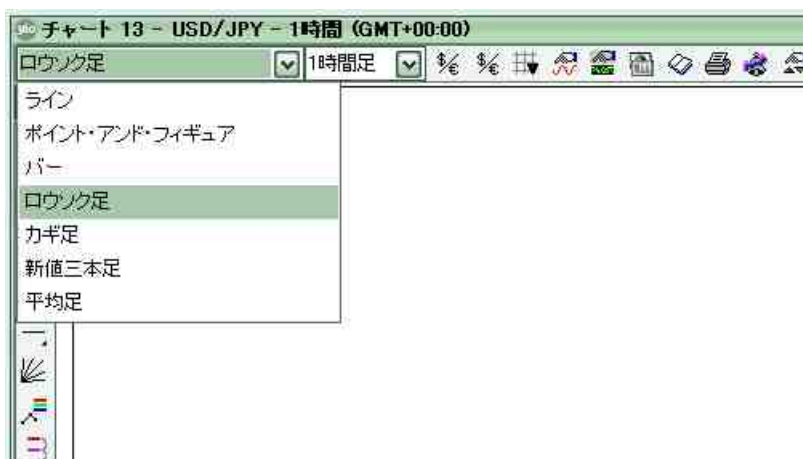 チャート 13 - USD/JPY - 1時間 (GMT+00:00)
ロウソク足 1時間足
ライン
ポイント・アンド・フィギュア
バー
ロウソク足
カギ足
新値三本足
平均足